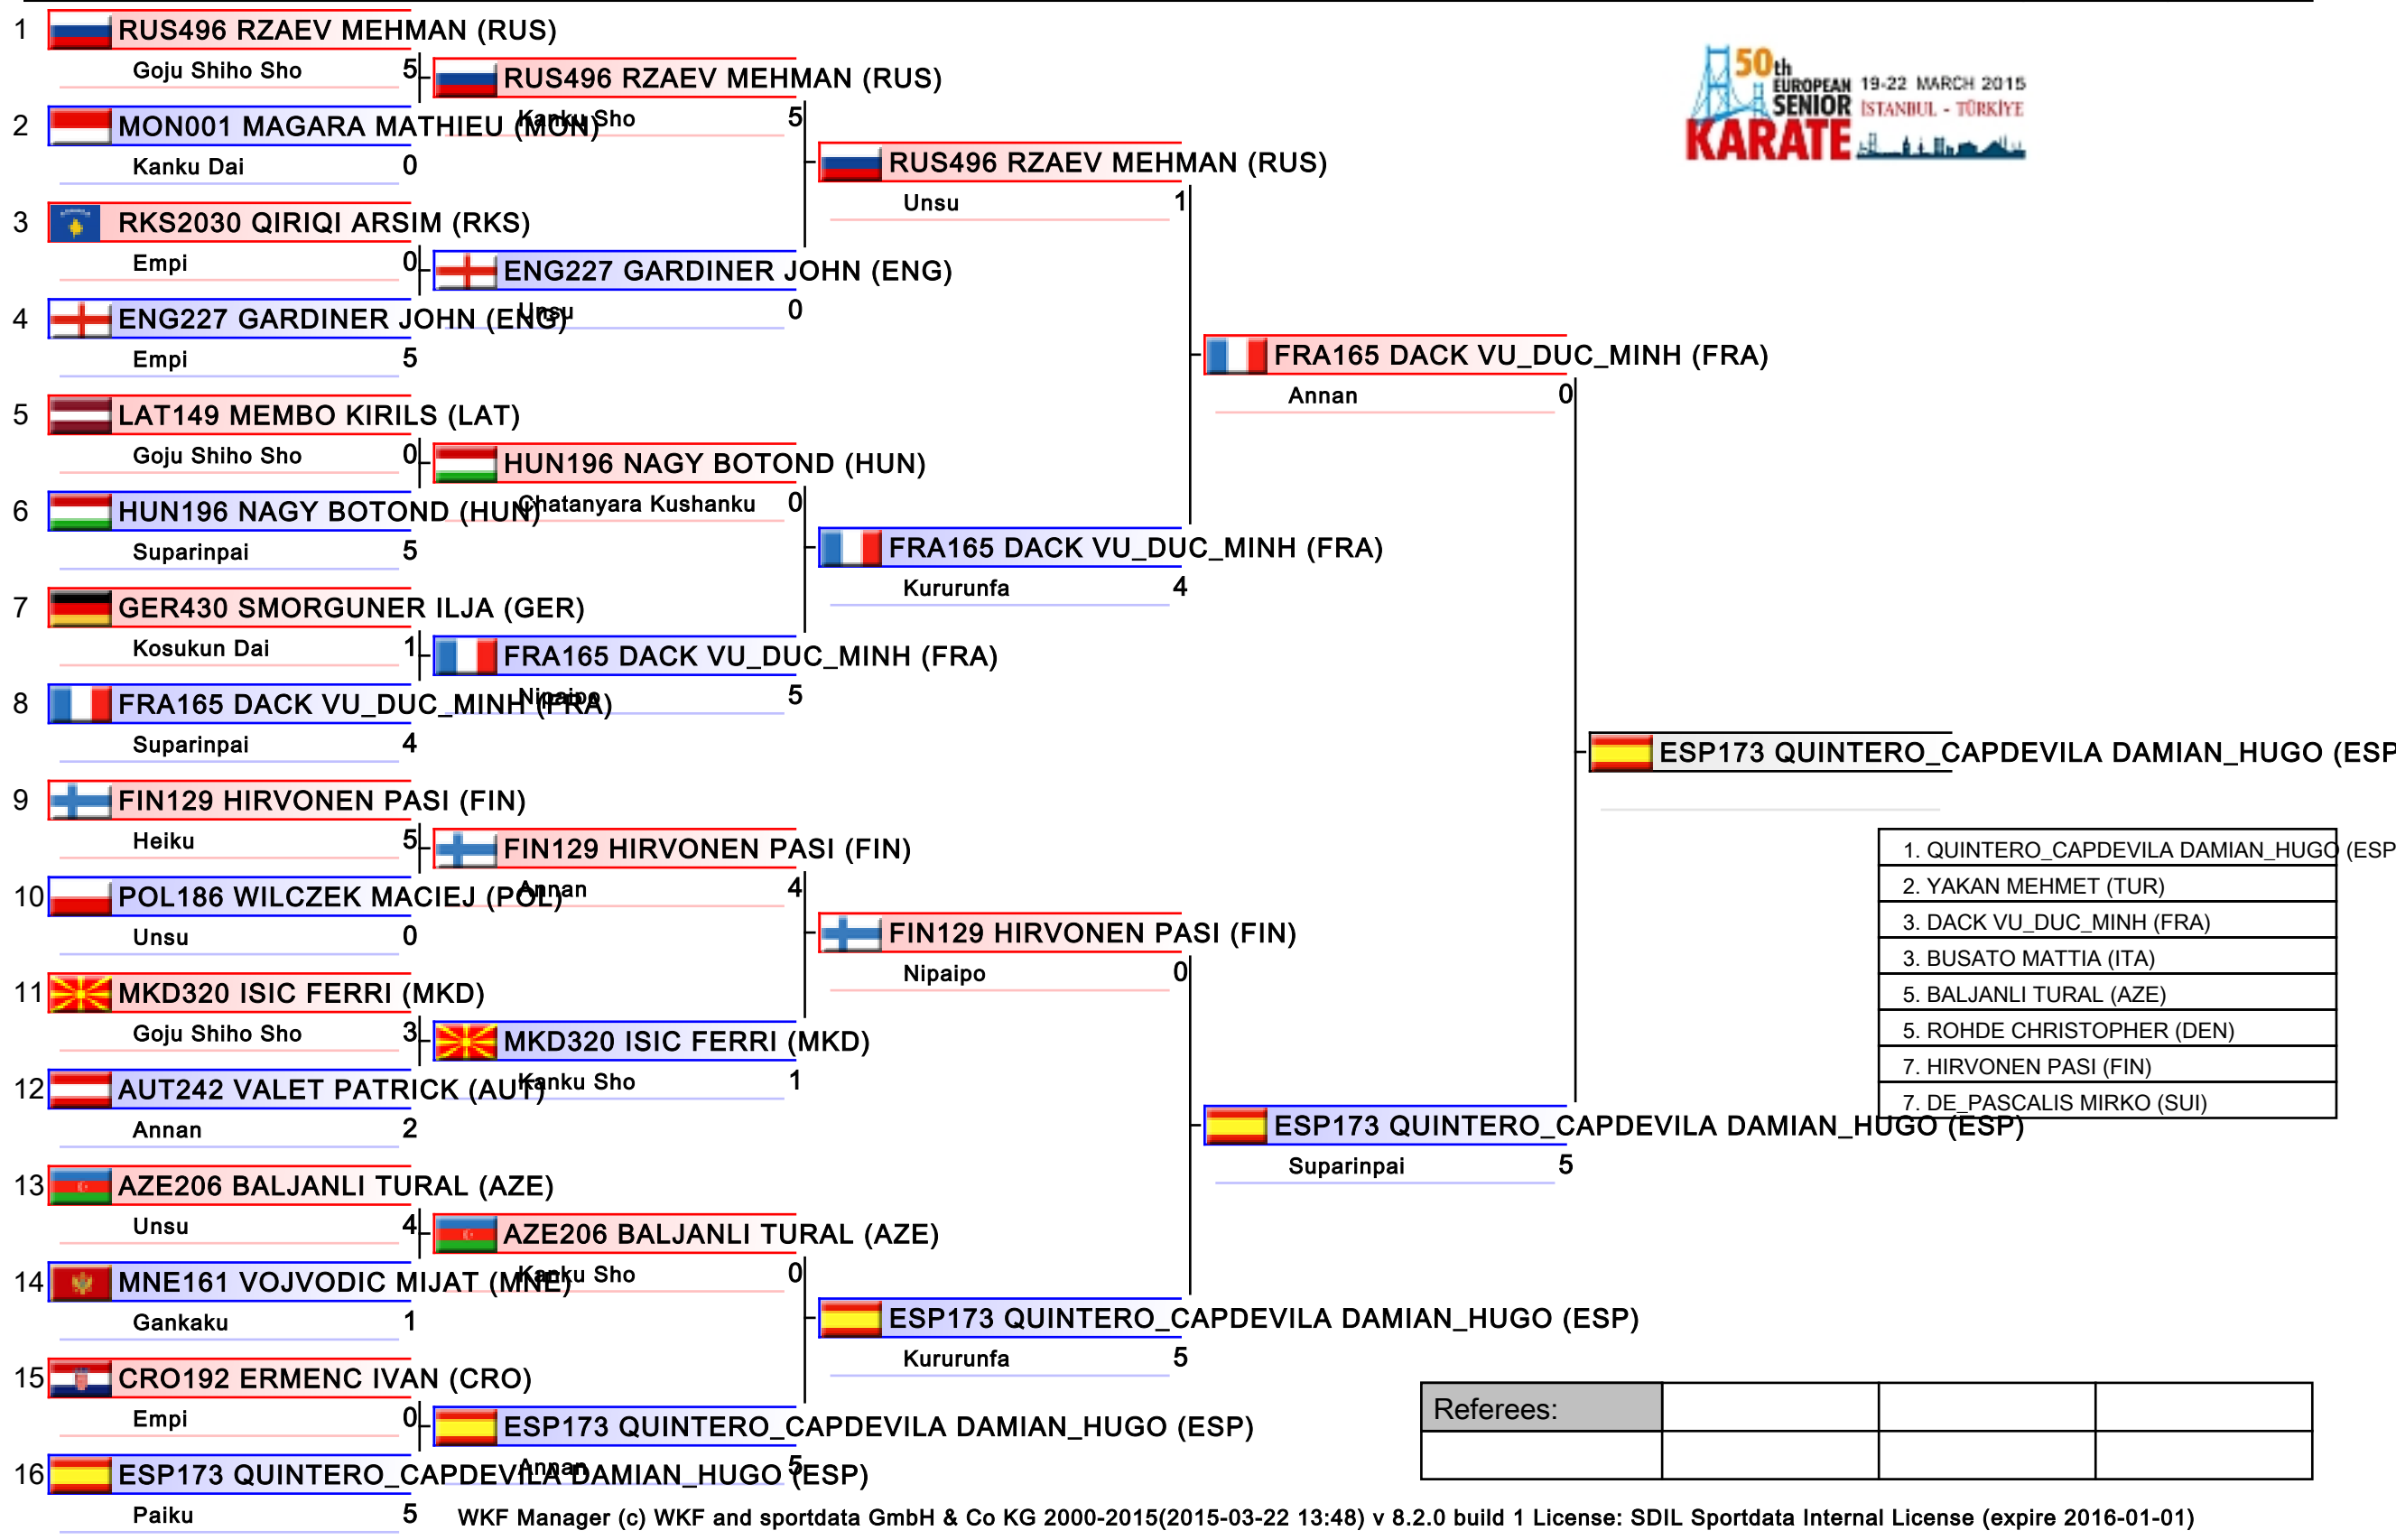 50th
EUROPEAN
SENIOR
KARATE
19-22 MARCH 2015
İSTANBUL - TÜRKİYE
1 RUS496 RZAEV MEHMAN (RUS)
Goju Shiho Sho 5
2 MON001 MAGARA MATHIEU (MON)
Kanku Dai 0
3 RKS2030 QIRIQI ARSIM (RKS)
Empi 0
4 ENG227 GARDINER JOHN (ENG)
Empi 5
5 LAT149 MEMBO KIRILS (LAT)
Goju Shiho Sho 0
6 HUN196 NAGY BOTOND (HUN)
Suparinpai 5
7 GER430 SMORGUNER ILJA (GER)
Kosukun Dai 1
8 FRA165 DACK VU_DUC_MINH (FRA)
Suparinpai 4
9 FIN129 HIRVONEN PASI (FIN)
Heiku 5
10 POL186 WILCZEK MACIEJ (POL)
Unsu 0
11 MKD320 ISIC FERRI (MKD)
Goju Shiho Sho 3
12 AUT242 VALET PATRICK (AUT)
Annan 2
13 AZE206 BALJANLI TURAL (AZE)
Unsu 4
14 MNE161 VOJVODIC MIJAT (MNE)
Gankaku 1
15 CRO192 ERMENC IVAN (CRO)
Empi 0
16 ESP173 QUINTERO_CAPDEVILA DAMIAN_HUGO (ESP)
Paiku 5
RUS496 RZAEV MEHMAN (RUS)
Kanku Sho 5
ENG227 GARDINER JOHN (ENG)
Unsu 0
HUN196 NAGY BOTOND (HUN)
Chatanyara Kushanku 0
FRA165 DACK VU_DUC_MINH (FRA)
Nipaipo 5
FIN129 HIRVONEN PASI (FIN)
Annan 4
MKD320 ISIC FERRI (MKD)
Kanku Sho 1
AZE206 BALJANLI TURAL (AZE)
Kanku Sho 0
ESP173 QUINTERO_CAPDEVILA DAMIAN_HUGO (ESP)
Annan 5
RUS496 RZAEV MEHMAN (RUS)
Unsu 1
FRA165 DACK VU_DUC_MINH (FRA)
Kururunfa 4
FIN129 HIRVONEN PASI (FIN)
Nipaipo 0
ESP173 QUINTERO_CAPDEVILA DAMIAN_HUGO (ESP)
Kururunfa 5
FRA165 DACK VU_DUC_MINH (FRA)
Annan 0
ESP173 QUINTERO_CAPDEVILA DAMIAN_HUGO (ESP)
Suparinpai 5
ESP173 QUINTERO_CAPDEVILA DAMIAN_HUGO (ESP
1. QUINTERO_CAPDEVILA DAMIAN_HUGO (ESP
2. YAKAN MEHMET (TUR)
3. DACK VU_DUC_MINH (FRA)
3. BUSATO MATTIA (ITA)
5. BALJANLI TURAL (AZE)
5. ROHDE CHRISTOPHER (DEN)
7. HIRVONEN PASI (FIN)
7. DE_PASCALIS MIRKO (SUI)
Referees:
WKF Manager (c) WKF and sportdata GmbH & Co KG 2000-2015(2015-03-22 13:48) v 8.2.0 build 1 License: SDIL Sportdata Internal License (expire 2016-01-01)